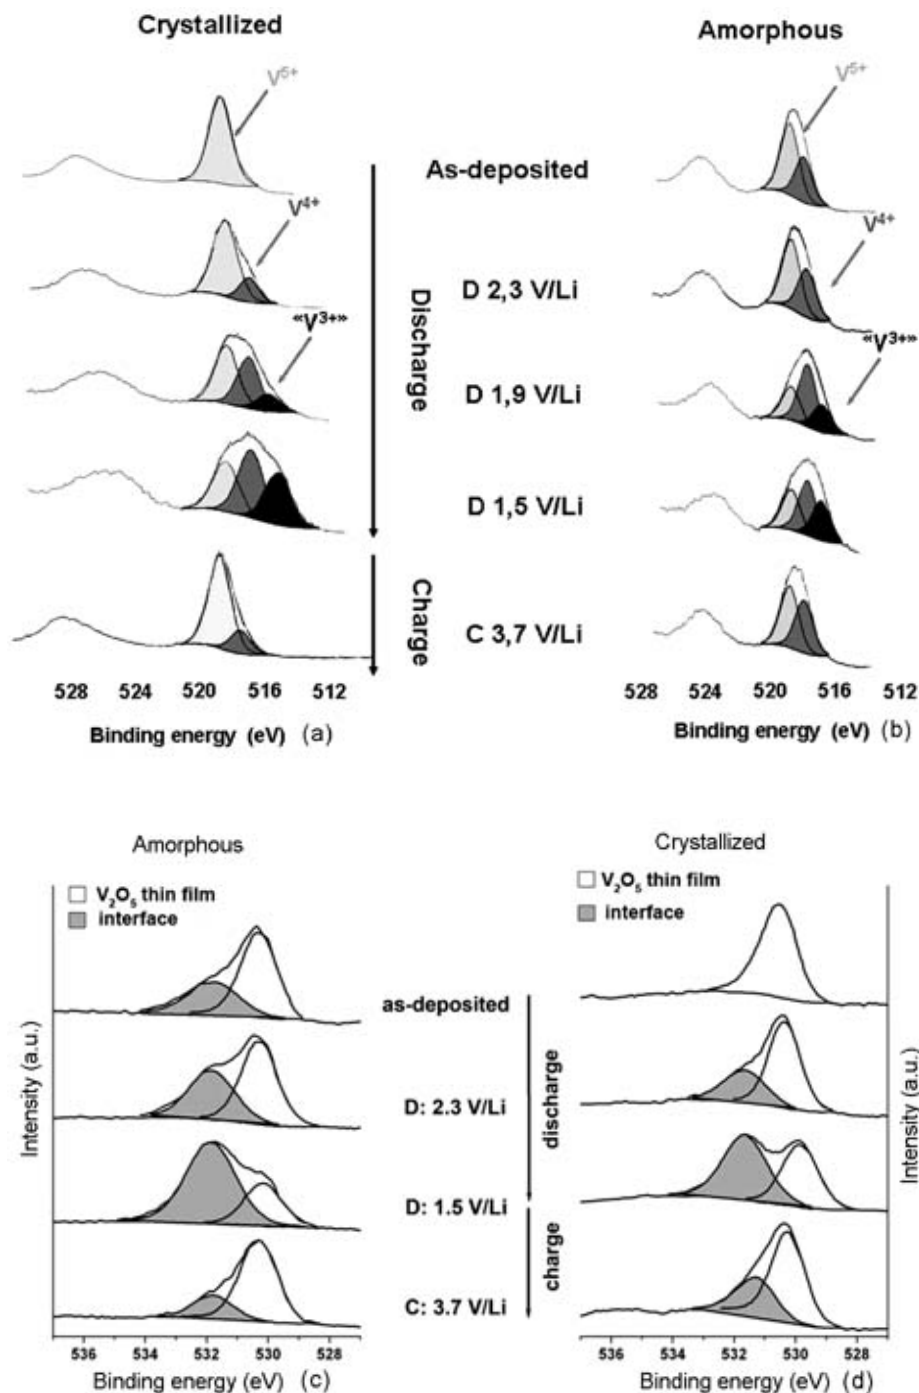 Crystallized
Amorphous
V5+
V5+
As-deposited
V4+
V4+
D 2,3 V/Li
Discharge
«V3+»
«V3+»
D 1,9 V/Li
D 1,5 V/Li
Charge
C 3,7 V/Li
528 524 520 516 512
528 524 520 516 512
Binding energy (eV) (a)
Binding energy (eV) (b)
Amorphous
Crystallized
V2O5 thin film
interface
V2O5 thin film
interface
Intensity (a.u.)
Intensity (a.u.)
as-deposited
D: 2.3 V/Li
discharge
D: 1.5 V/Li
charge
C: 3.7 V/Li
536 534 532 530 528
536 534 532 530 528
Binding energy (eV) (c)
Binding energy (eV) (d)